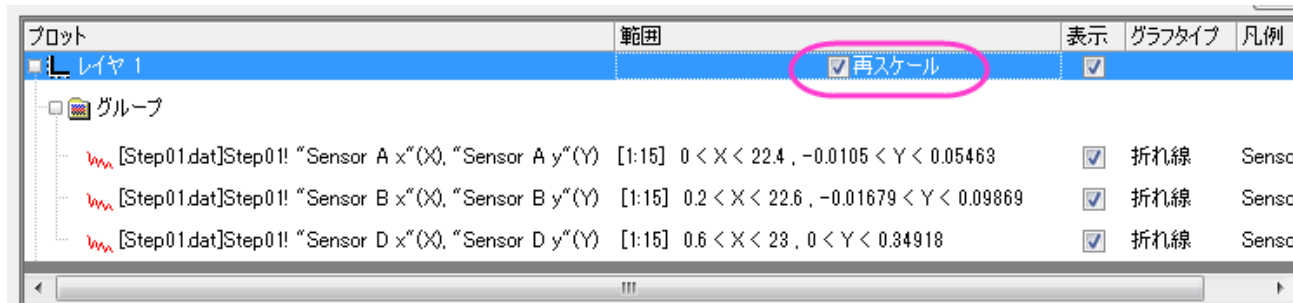 プロット 範囲 表示 グラフタイプ 凡例
レイヤ 1 再スケール
グループ
[Step01.dat]Step01! "Sensor A x"(X), "Sensor A y"(Y) [1:15] 0 < X < 22.4 , -0.0105 < Y < 0.05463 折れ線 Senso
[Step01.dat]Step01! "Sensor B x"(X), "Sensor B y"(Y) [1:15] 0.2 < X < 22.6 , -0.01679 < Y < 0.09869 折れ線 Senso
[Step01.dat]Step01! "Sensor D x"(X), "Sensor D y"(Y) [1:15] 0.6 < X < 23 , 0 < Y < 0.34918 折れ線 Senso